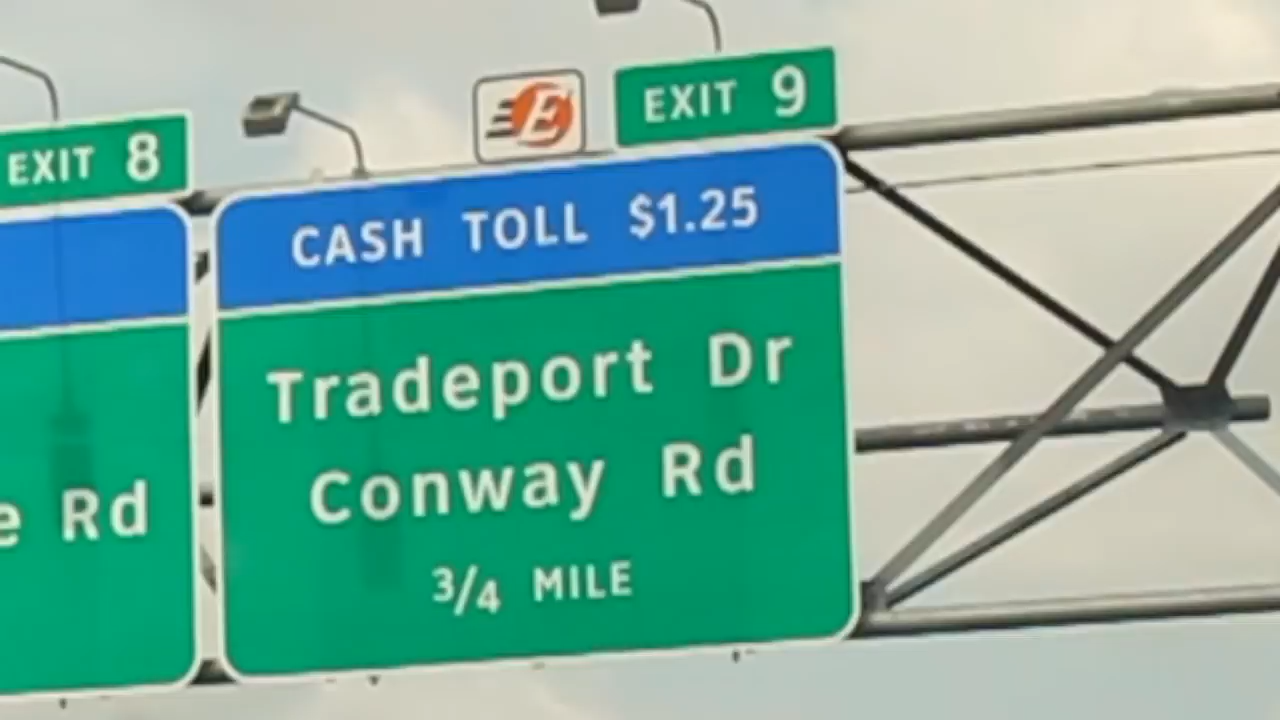 EXIT 8
e Rd
E
EXIT 9
CASH TOLL $1.25
Tradeport Dr
Conway Rd
3/4 MILE